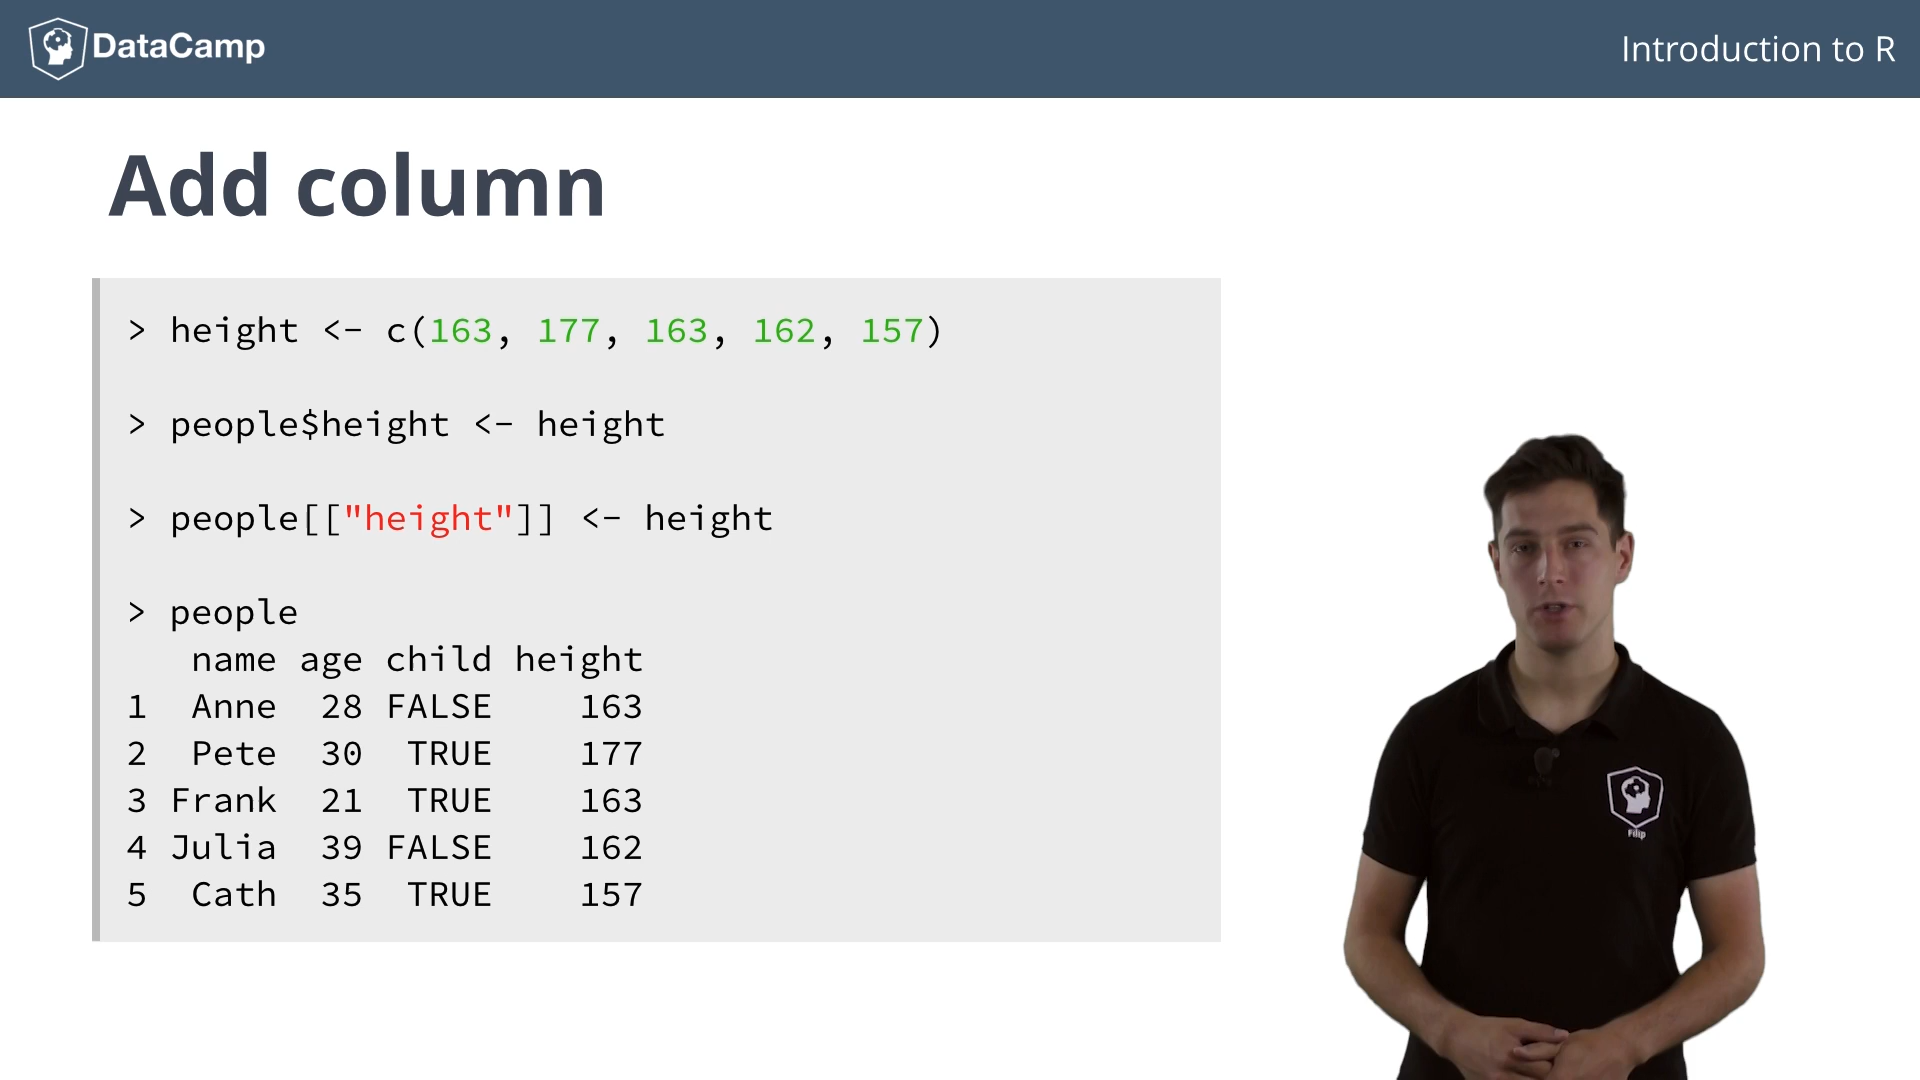 DataCamp
Introduction to R
Add column
> height <- c(163, 177, 163, 162, 157)
> people$height <- height
> people[["height"]] <- height
> people
name age child height
1 Anne 28 FALSE 163
2 Pete 30 TRUE 177
3 Frank 21 TRUE 163
4 Julia 39 FALSE 162
5 Cath 35 TRUE 157
Filip